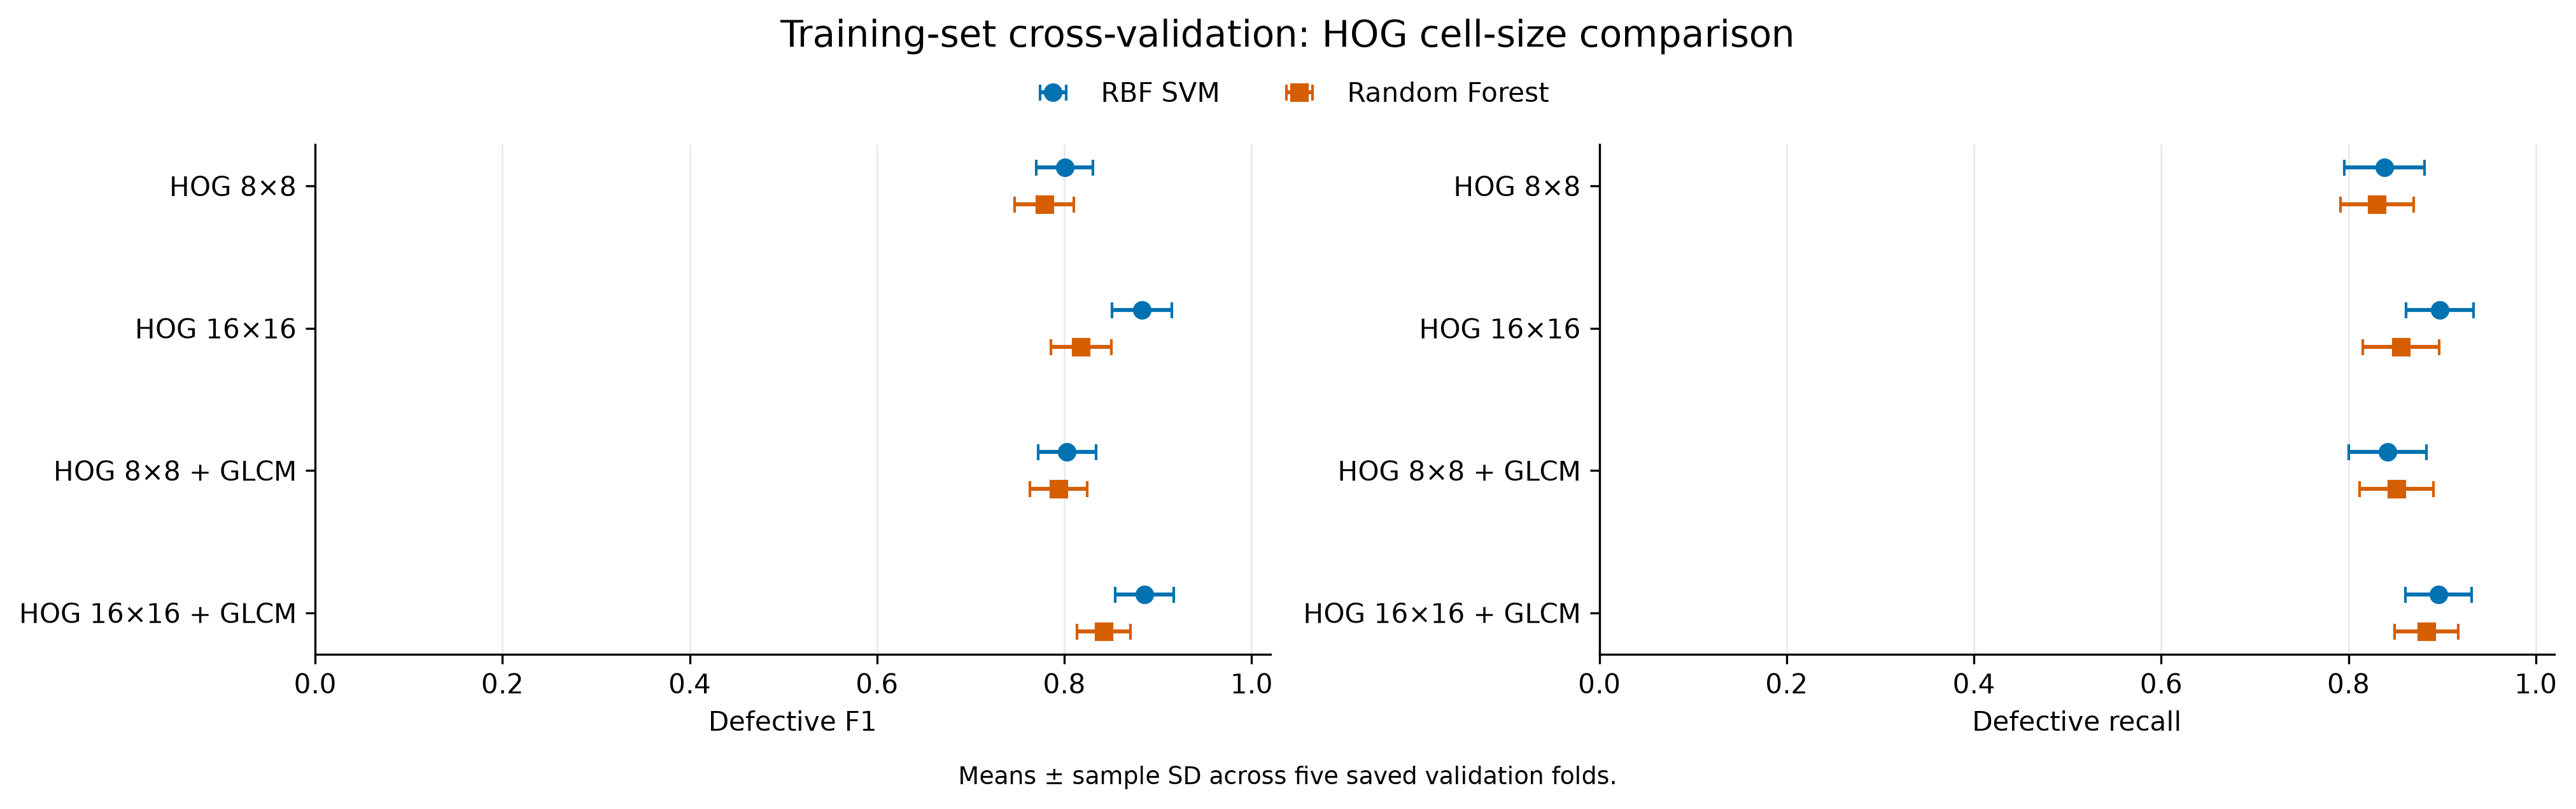 Training-set cross-validation: HOG cell-size comparison
RBF SVM
Random Forest
HOG 8×8
HOG 16×16
HOG 8×8 + GLCM
HOG 16×16 + GLCM
0.0 0.2 0.4 0.6 0.8 1.0
Defective F1
HOG 8×8
HOG 16×16
HOG 8×8 + GLCM
HOG 16×16 + GLCM
0.0 0.2 0.4 0.6 0.8 1.0
Defective recall
Means ± sample SD across five saved validation folds.